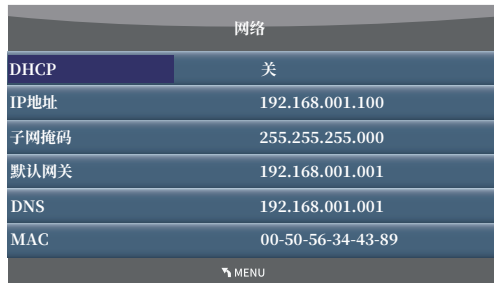 网络
DHCP 关
IP地址 192.168.001.100
子网掩码 255.255.255.000
默认网关 192.168.001.001
DNS 192.168.001.001
MAC 00-50-56-34-43-89
MENU